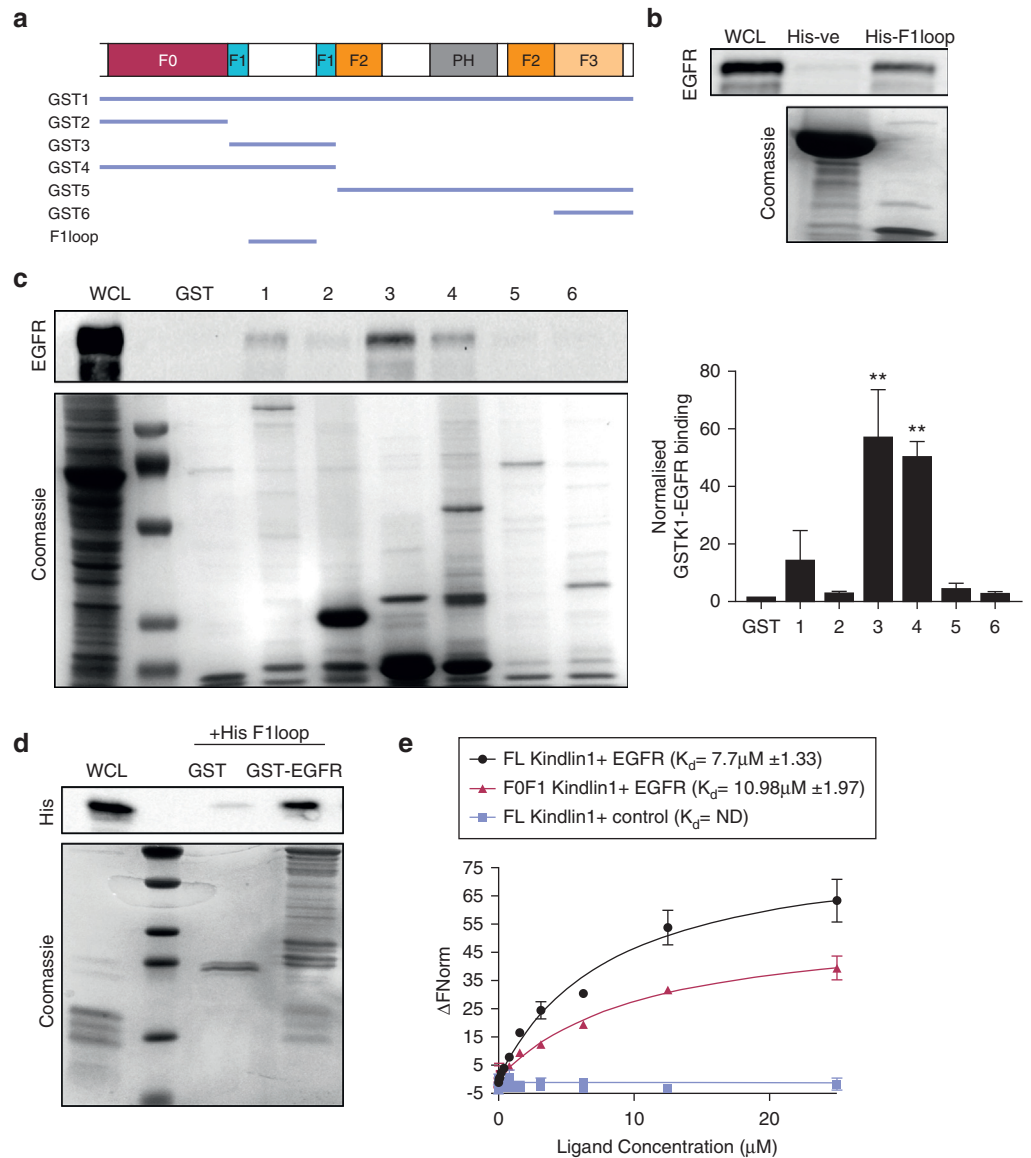 a
F0 F1 F1 F2 PH F2 F3
GST1
GST2
GST3
GST4
GST5
GST6
F1loop
b
WCL His-ve His-F1loop
EGFR
Coomassie
c
WCL GST 1 2 3 4 5 6
EGFR
Coomassie
Normalised
GSTK1-EGFR binding
80
60
40
20
0
** **
GST 1 2 3 4 5 6
d
+His F1loop
WCL GST GST-EGFR
His
Coomassie
e
FL Kindlin1+ EGFR (Kd= 7.7μM ±1.33)
F0F1 Kindlin1+ EGFR (Kd= 10.98μM ±1.97)
FL Kindlin1+ control (Kd= ND)
ΔFNorm
75
65
55
45
35
25
15
5
-5
0 10 20
Ligand Concentration (μM)